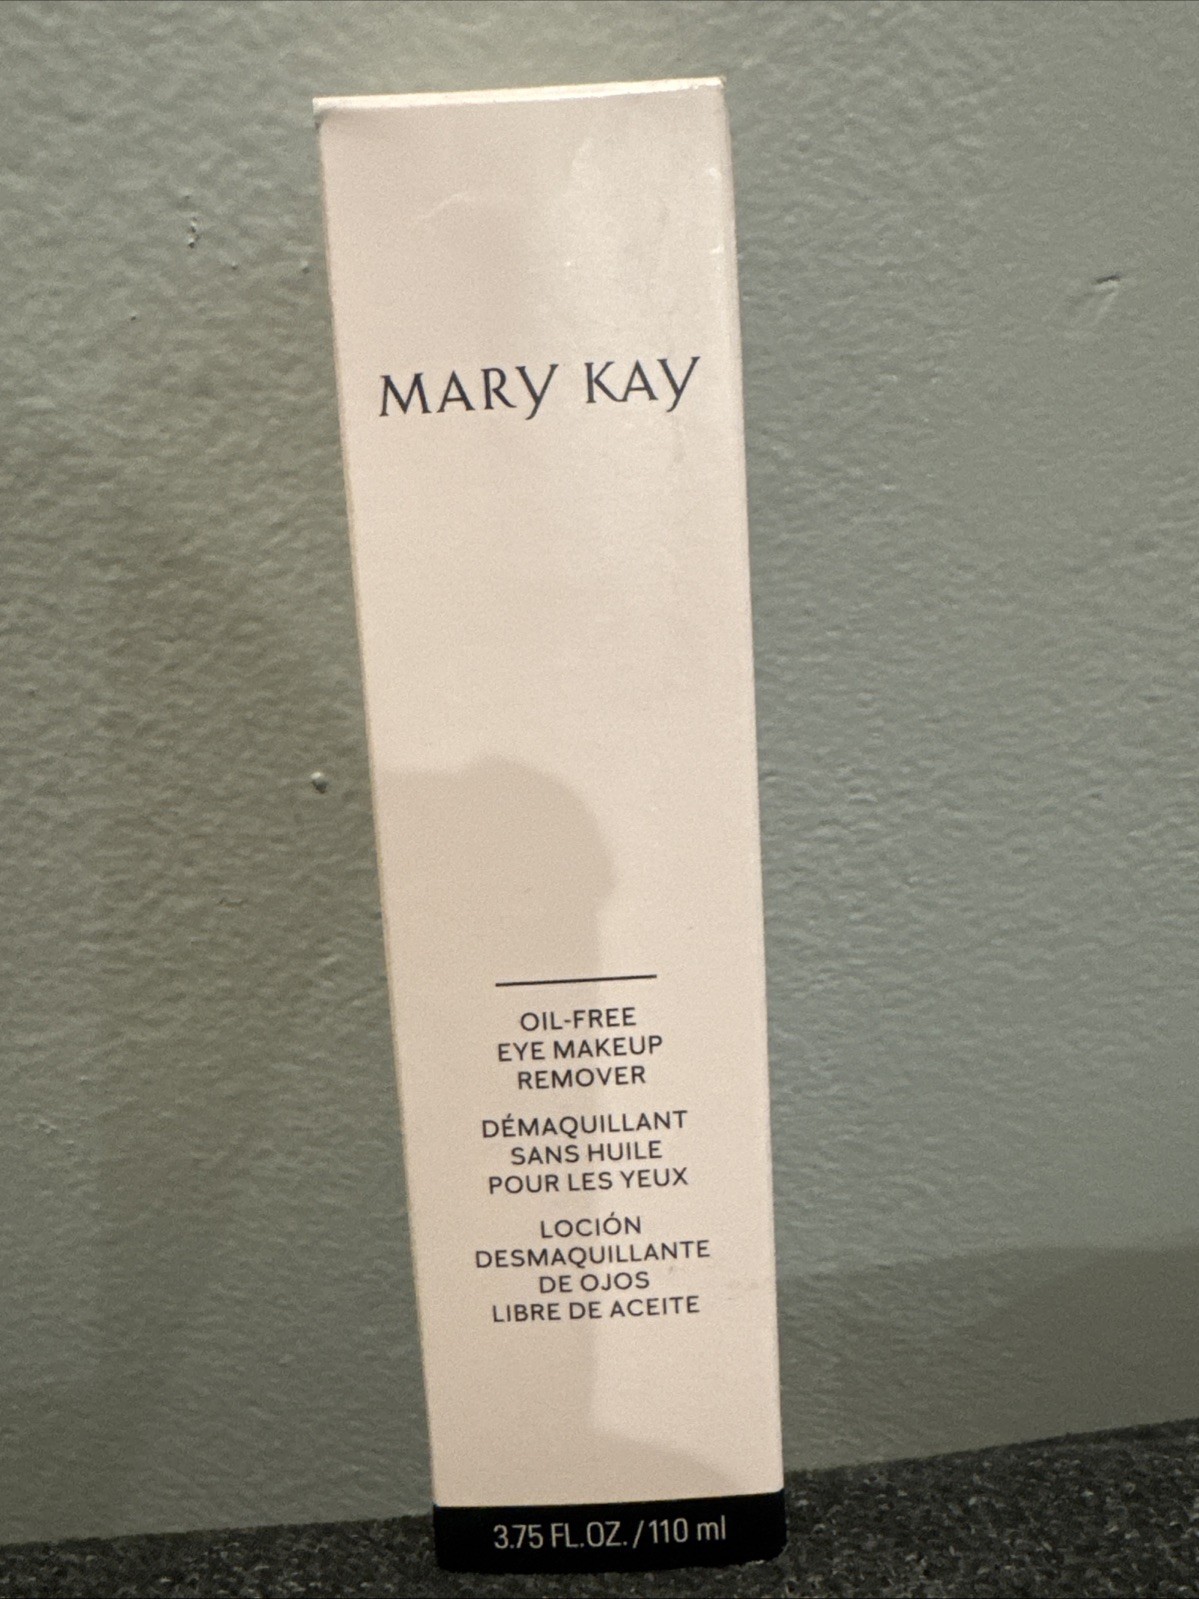 MARY KAY
OIL-FREE
EYE MAKEUP
REMOVER
DÉMAQUILLANT
SANS HUILE
POUR LES YEUX
LOCIÓN
DESMAQUILLANTE
DE OJOS
LIBRE DE ACEITE
3.75 FL.OZ. / 110 ml